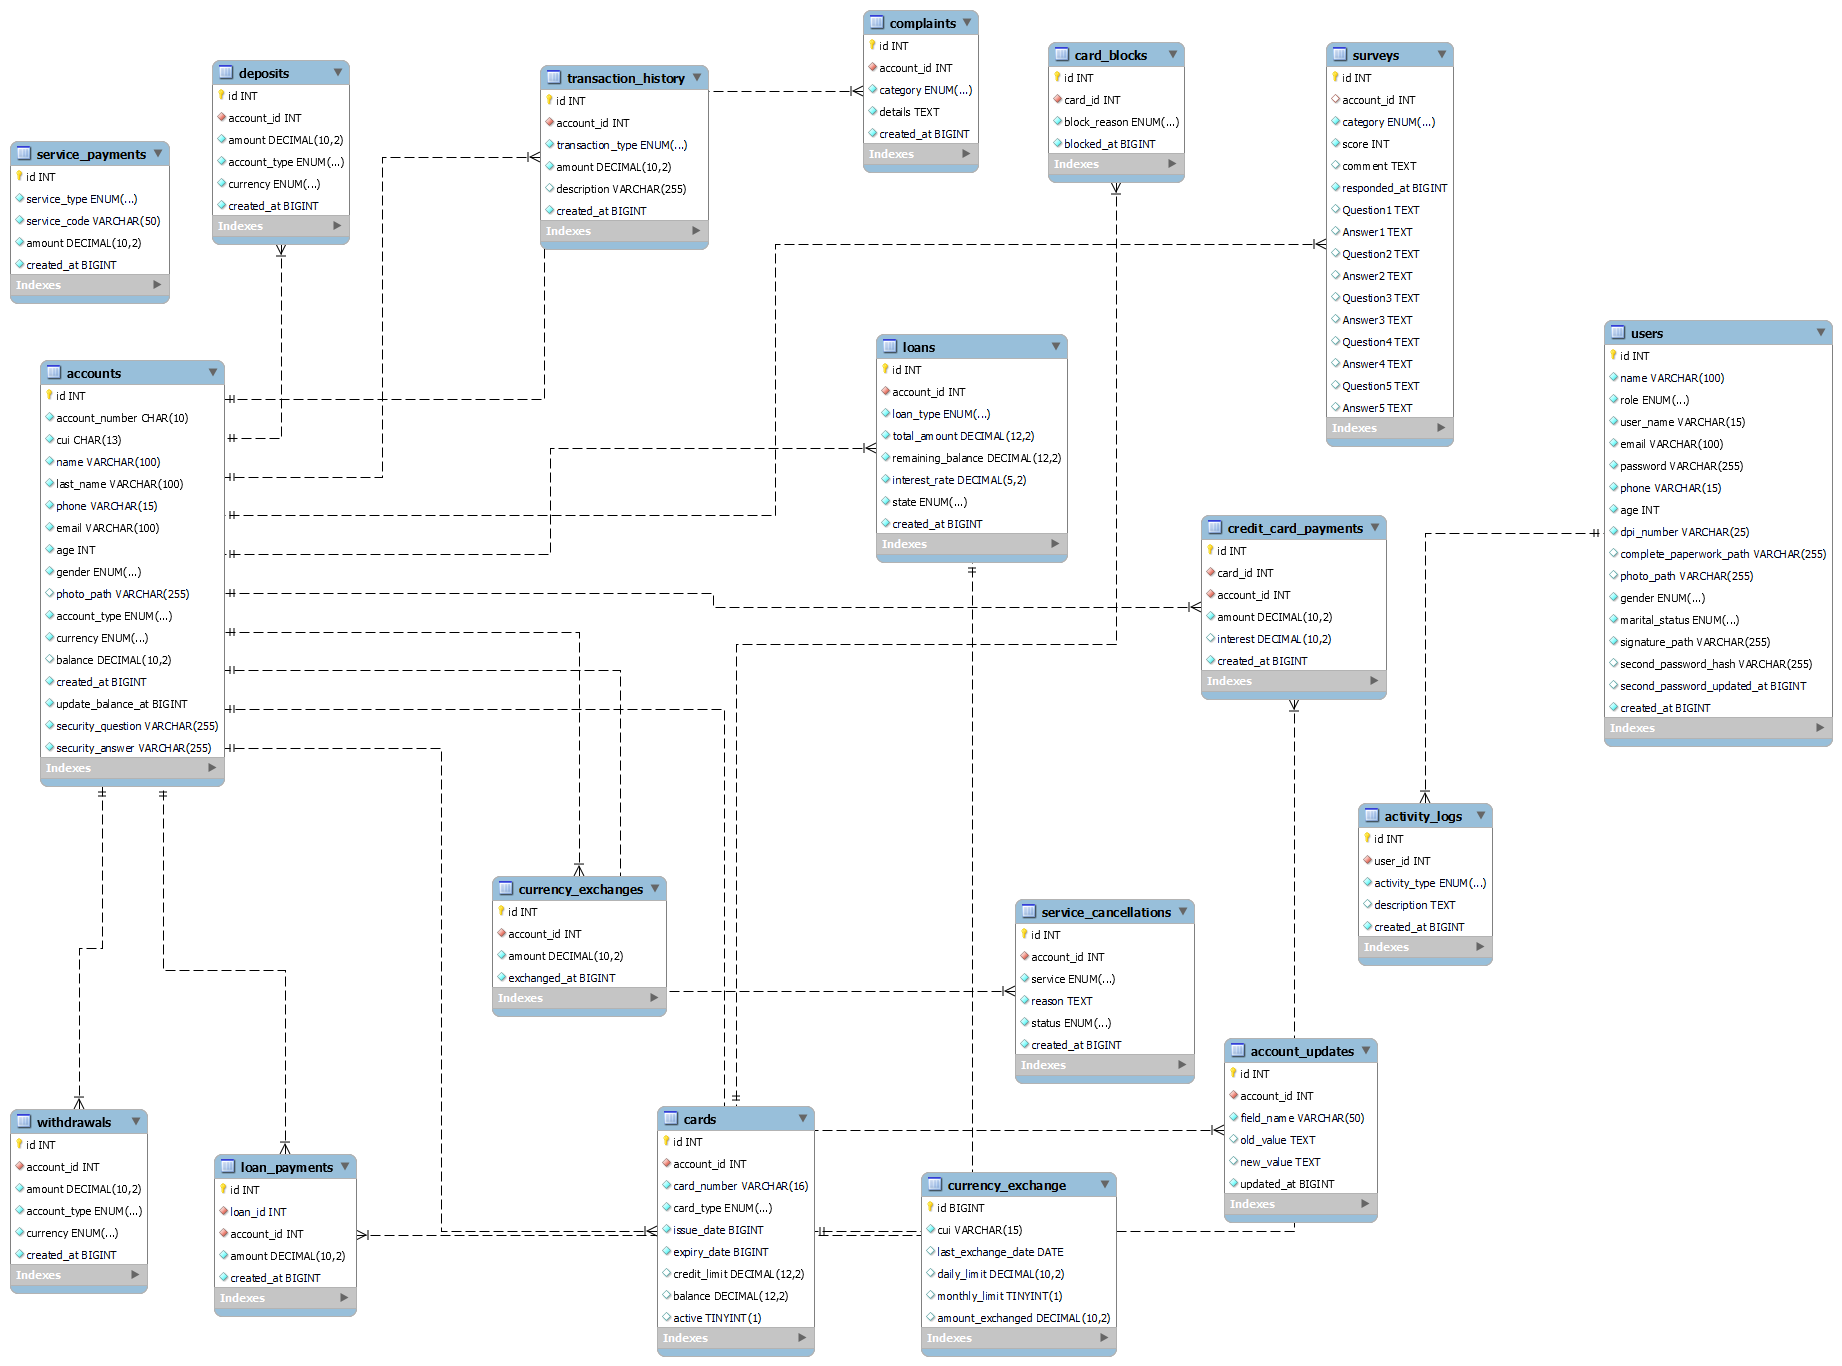 complaints
id INT
account_id INT
category ENUM(...)
details TEXT
created_at BIGINT
Indexes
card_blocks
id INT
card_id INT
block_reason ENUM(...)
blocked_at BIGINT
Indexes
surveys
id INT
account_id INT
category ENUM(...)
score INT
comment TEXT
responded_at BIGINT
Question1 TEXT
Answer1 TEXT
Question2 TEXT
Answer2 TEXT
Question3 TEXT
Answer3 TEXT
Question4 TEXT
Answer4 TEXT
Question5 TEXT
Answer5 TEXT
Indexes
deposits
id INT
account_id INT
amount DECIMAL(10,2)
account_type ENUM(...)
currency ENUM(...)
created_at BIGINT
Indexes
transaction_history
id INT
account_id INT
transaction_type ENUM(...)
amount DECIMAL(10,2)
description VARCHAR(255)
created_at BIGINT
Indexes
service_payments
id INT
service_type ENUM(...)
service_code VARCHAR(50)
amount DECIMAL(10,2)
created_at BIGINT
Indexes
users
id INT
name VARCHAR(100)
role ENUM(...)
user_name VARCHAR(15)
email VARCHAR(100)
password VARCHAR(255)
phone VARCHAR(15)
age INT
dpi_number VARCHAR(25)
complete_paperwork_path VARCHAR(255)
photo_path VARCHAR(255)
gender ENUM(...)
marital_status ENUM(...)
signature_path VARCHAR(255)
second_password_hash VARCHAR(255)
second_password_updated_at BIGINT
created_at BIGINT
Indexes
loans
id INT
account_id INT
loan_type ENUM(...)
total_amount DECIMAL(12,2)
remaining_balance DECIMAL(12,2)
interest_rate DECIMAL(5,2)
state ENUM(...)
created_at BIGINT
Indexes
accounts
id INT
account_number CHAR(10)
cui CHAR(13)
name VARCHAR(100)
last_name VARCHAR(100)
phone VARCHAR(15)
email VARCHAR(100)
age INT
gender ENUM(...)
photo_path VARCHAR(255)
account_type ENUM(...)
currency ENUM(...)
balance DECIMAL(10,2)
created_at BIGINT
update_balance_at BIGINT
security_question VARCHAR(255)
security_answer VARCHAR(255)
Indexes
credit_card_payments
id INT
card_id INT
account_id INT
amount DECIMAL(10,2)
interest DECIMAL(10,2)
created_at BIGINT
Indexes
activity_logs
id INT
user_id INT
activity_type ENUM(...)
description TEXT
created_at BIGINT
Indexes
currency_exchanges
id INT
account_id INT
amount DECIMAL(10,2)
exchanged_at BIGINT
Indexes
service_cancellations
id INT
account_id INT
service ENUM(...)
reason TEXT
status ENUM(...)
created_at BIGINT
Indexes
account_updates
id INT
account_id INT
field_name VARCHAR(50)
old_value TEXT
new_value TEXT
updated_at BIGINT
Indexes
withdrawals
id INT
account_id INT
amount DECIMAL(10,2)
account_type ENUM(...)
currency ENUM(...)
created_at BIGINT
Indexes
loan_payments
id INT
loan_id INT
account_id INT
amount DECIMAL(10,2)
created_at BIGINT
Indexes
cards
id INT
account_id INT
card_number VARCHAR(16)
card_type ENUM(...)
issue_date BIGINT
expiry_date BIGINT
credit_limit DECIMAL(12,2)
balance DECIMAL(12,2)
active TINYINT(1)
Indexes
currency_exchange
id BIGINT
cui VARCHAR(15)
last_exchange_date DATE
daily_limit DECIMAL(10,2)
monthly_limit TINYINT(1)
amount_exchanged DECIMAL(10,2)
Indexes